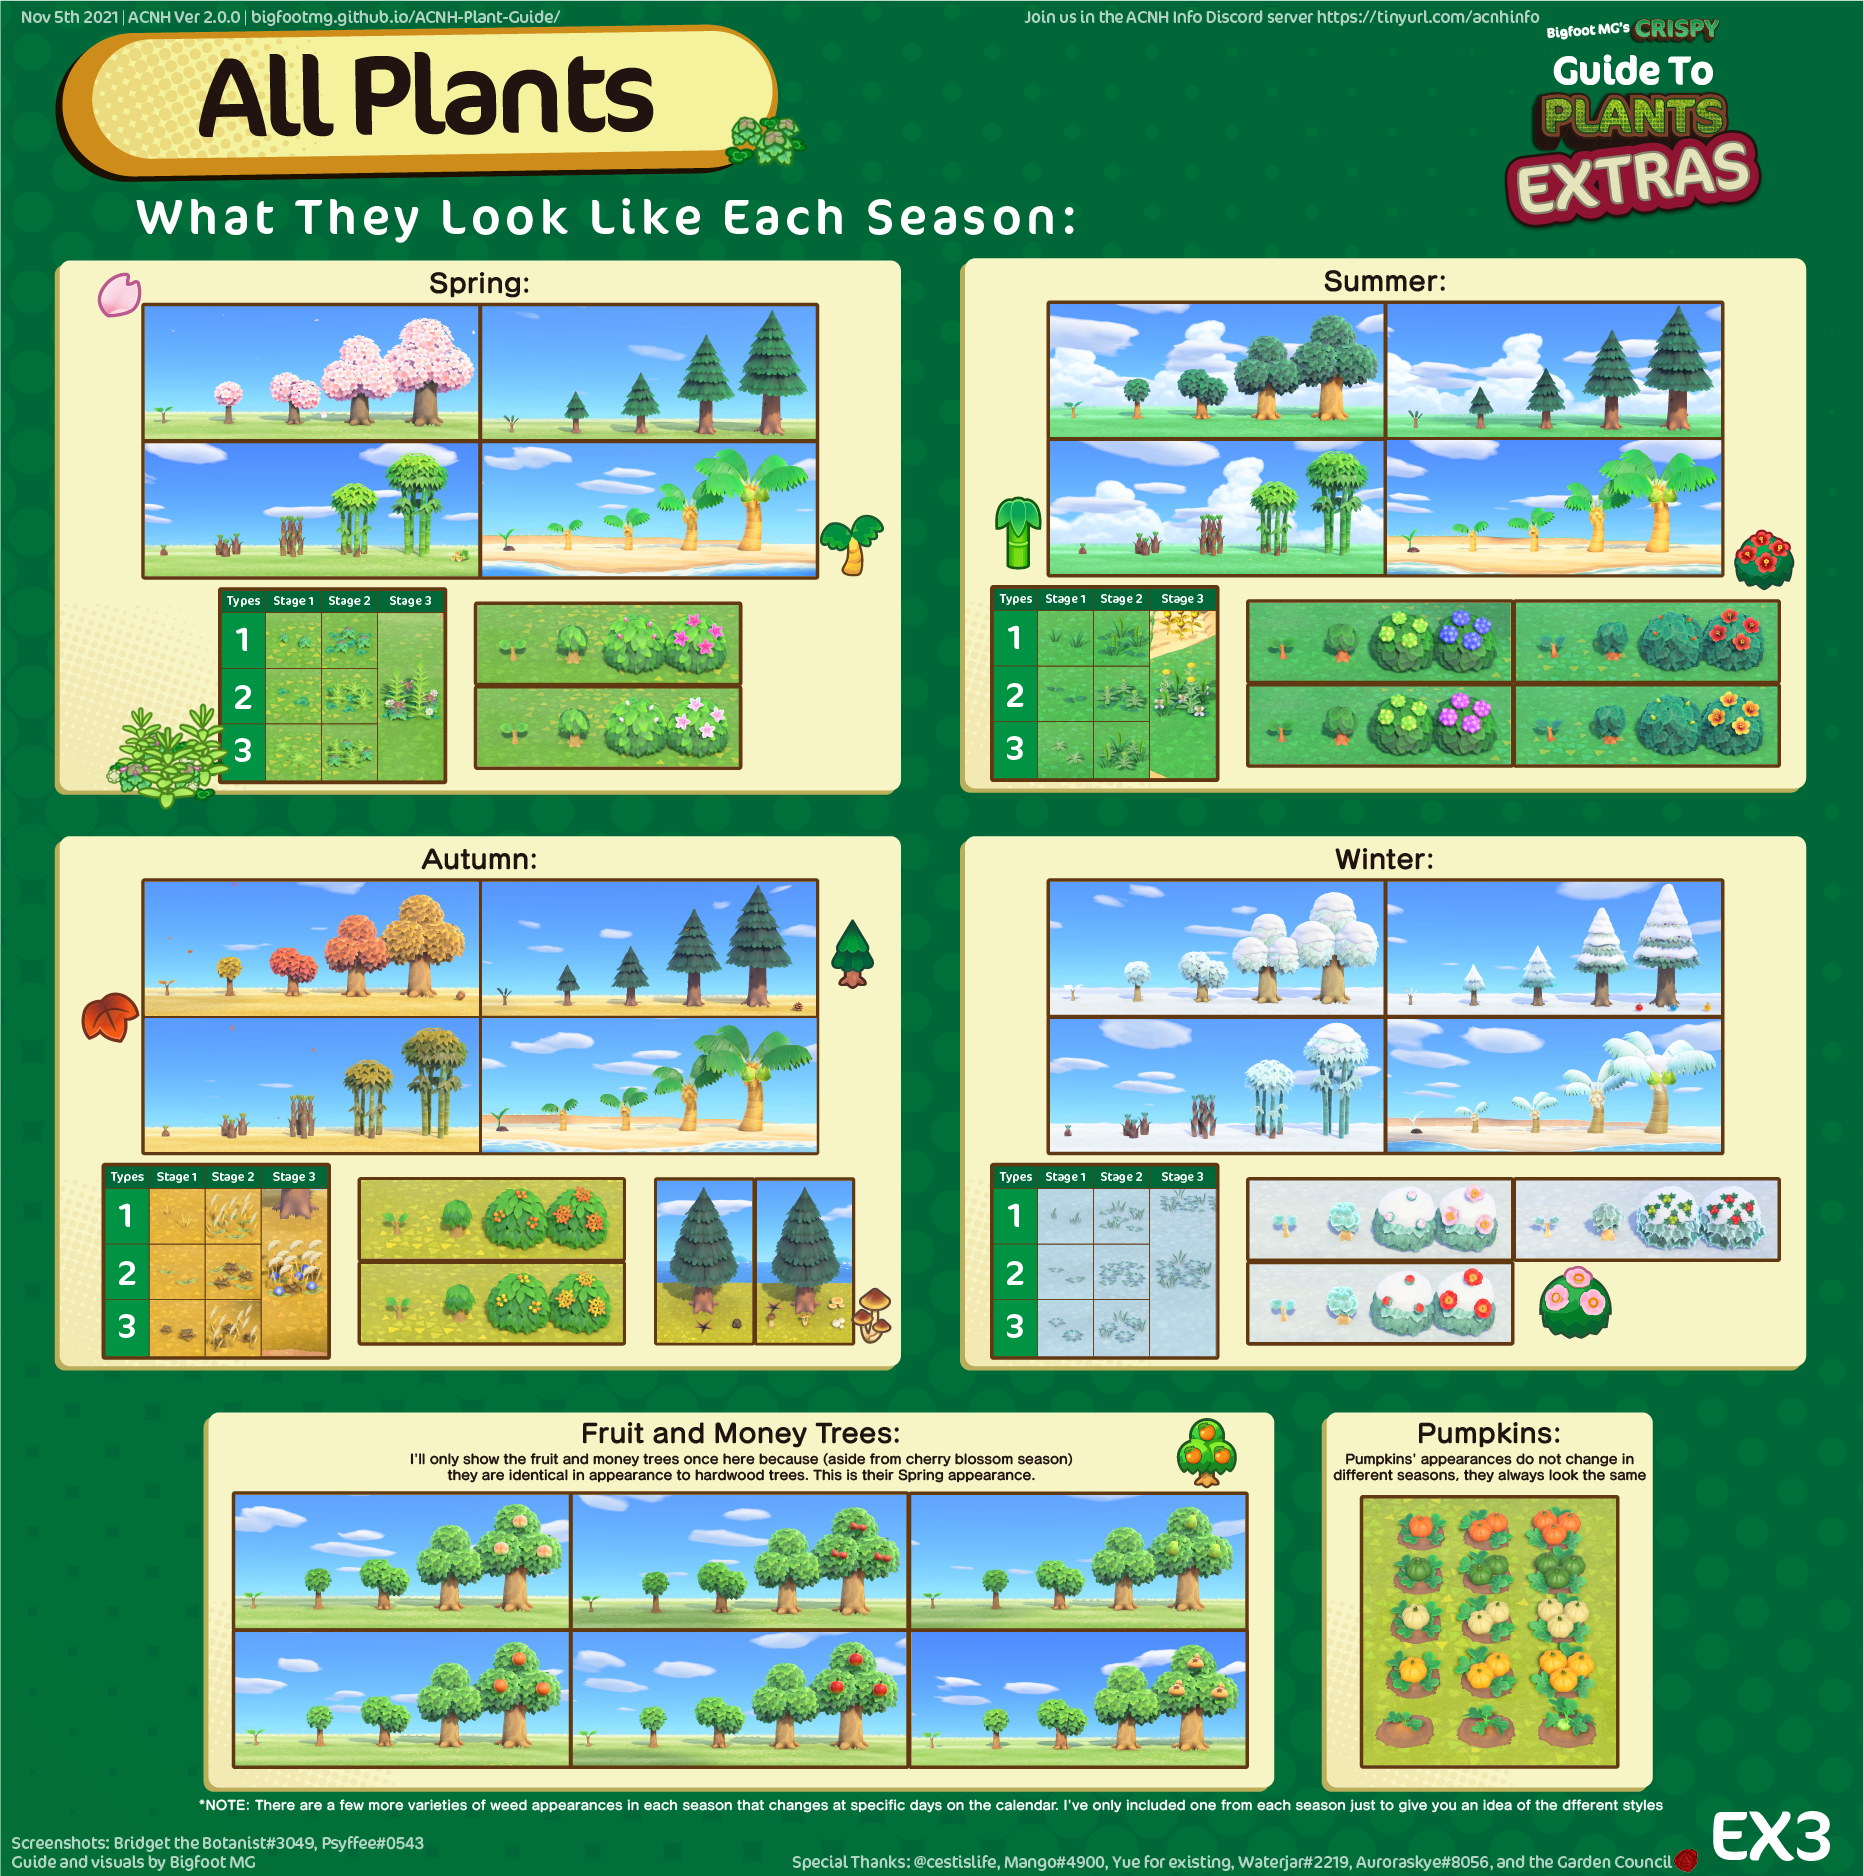 Nov 5th 2021 | ACNH Ver 2.0.0 | bigfootmg.github.io/ACNH-Plant-Guide/
Join us in the ACNH Info Discord server https://tinyurl.com/acnhinfo
Bigfoot MG's CRISPY
Guide To
PLANTS
EXTRAS
All Plants
What They Look Like Each Season:
Spring:
Types Stage 1 Stage 2 Stage 3
1
2
3
Summer:
Types Stage 1 Stage 2 Stage 3
1
2
3
Autumn:
Types Stage 1 Stage 2 Stage 3
1
2
3
Winter:
Types Stage 1 Stage 2 Stage 3
1
2
3
Fruit and Money Trees:
I'll only show the fruit and money trees once here because (aside from cherry blossom season)
they are identical in appearance to hardwood trees. This is their Spring appearance.
Pumpkins:
Pumpkins' appearances do not change in
different seasons, they always look the same
*NOTE: There are a few more varieties of weed appearances in each season that changes at specific days on the calendar. I've only included one from each season just to give you an idea of the dfferent styles
EX3
Screenshots: Bridget the Botanist#3049, Psyffee#0543
Guide and visuals by Bigfoot MG
Special Thanks: @cestislife, Mango#4900, Yue for existing, Waterjar#2219, Auroraskye#8056, and the Garden Council